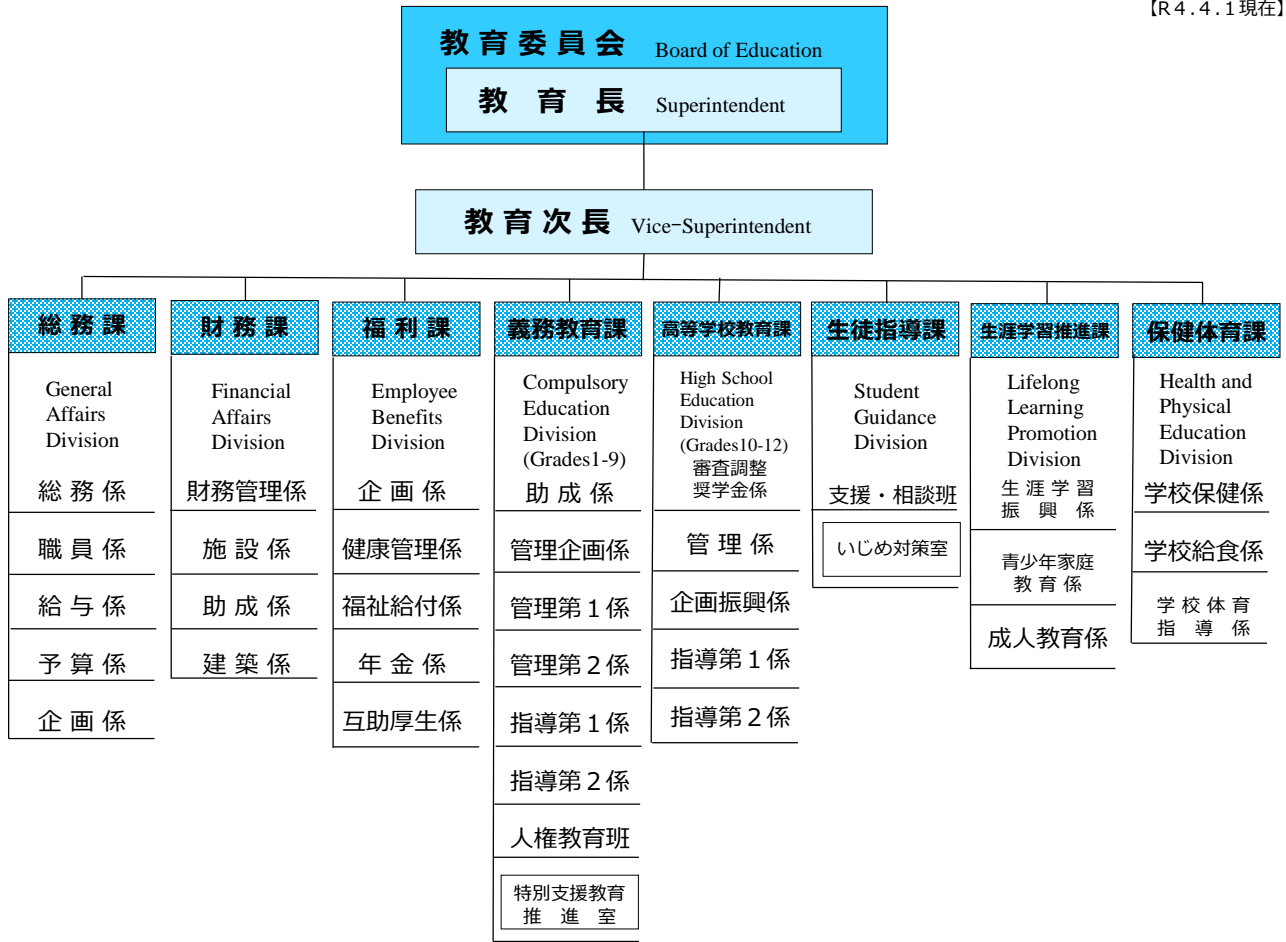 【R4.4.1現在】
教育委員会 Board of Education
教育長 Superintendent
教育次長 Vice-Superintendent
総務課
General
Affairs
Division
総務係
職員係
給与係
予算係
企画係
財務課
Financial
Affairs
Division
財務管理係
施設係
助成係
建築係
福利課
Employee
Benefits
Division
企画係
健康管理係
福祉給付係
年金係
互助厚生係
義務教育課
Compulsory
Education
Division
(Grades1-9)
助成係
管理企画係
管理第1係
管理第2係
指導第1係
指導第2係
人権教育班
特別支援教育
推進室
高等学校教育課
High School
Education
Division
(Grades10-12)
審査調整
奨学金係
管理係
企画振興係
指導第1係
指導第2係
生徒指導課
Student
Guidance
Division
支援・相談班
いじめ対策室
生涯学習推進課
Lifelong
Learning
Promotion
Division
生涯学習
振興係
青少年家庭
教育係
成人教育係
保健体育課
Health and
Physical
Education
Division
学校保健係
学校給食係
学校体育
指導係